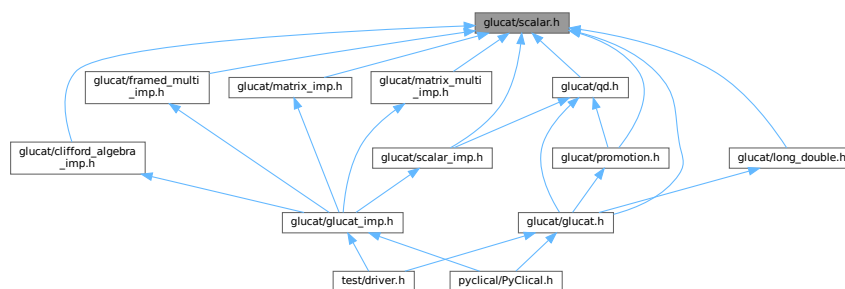 glucat/scalar.h
glucat/framed_multi
_imp.h
glucat/matrix_imp.h
glucat/matrix_multi
_imp.h
glucat/qd.h
glucat/clifford_algebra
_imp.h
glucat/scalar_imp.h
glucat/promotion.h
glucat/long_double.h
glucat/glucat_imp.h
glucat/glucat.h
test/driver.h
pyclical/PyClical.h